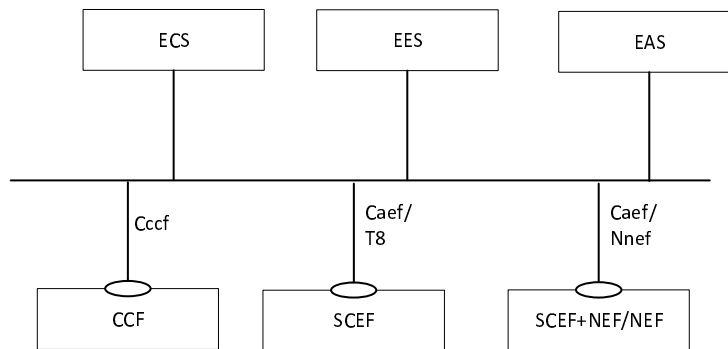 ECS
EES
EAS
Cccf
Caef/
T8
Caef/
Nnef
CCF
SCEF
SCEF+NEF/NEF